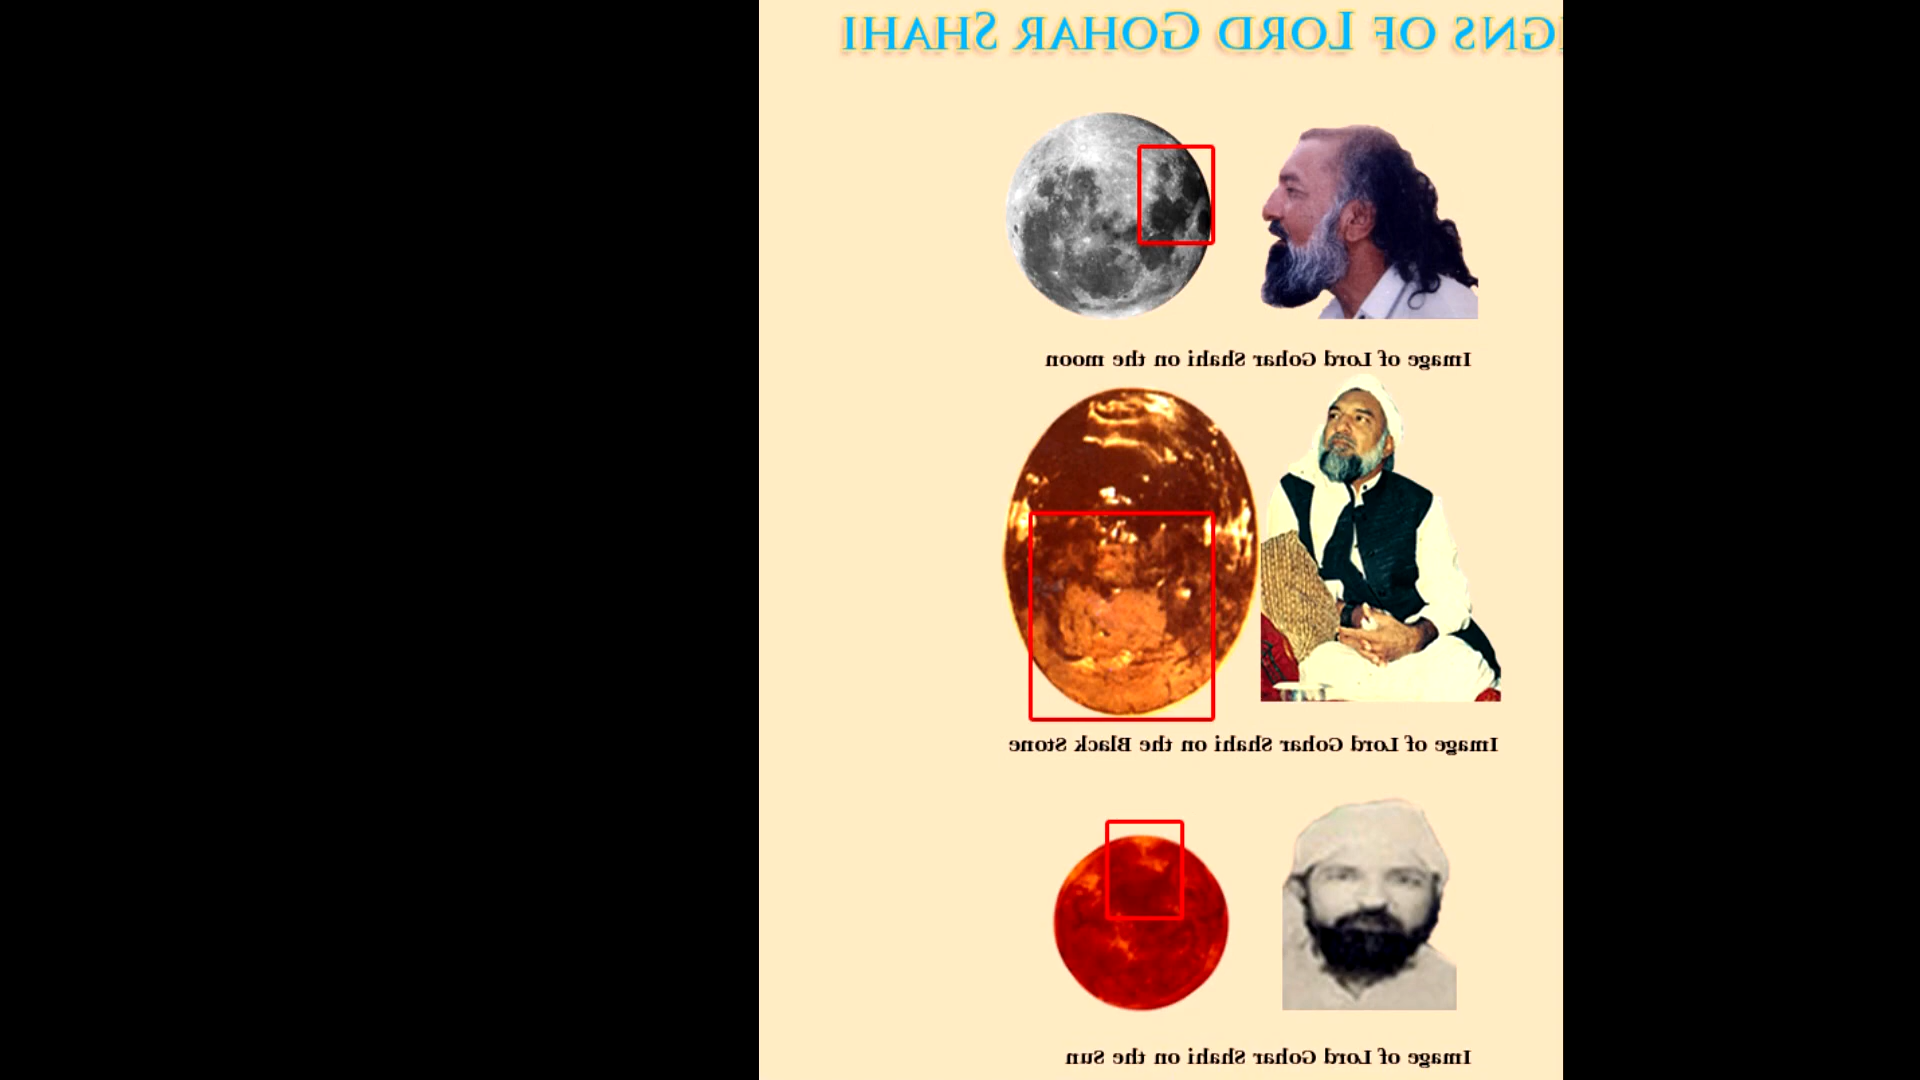 GNS OF LORD GOHAR SHAHI
Image of Lord Gohar Shahi on the moon
Image of Lord Gohar Shahi on the Black Stone
Image of Lord Gohar Shahi on the Sun